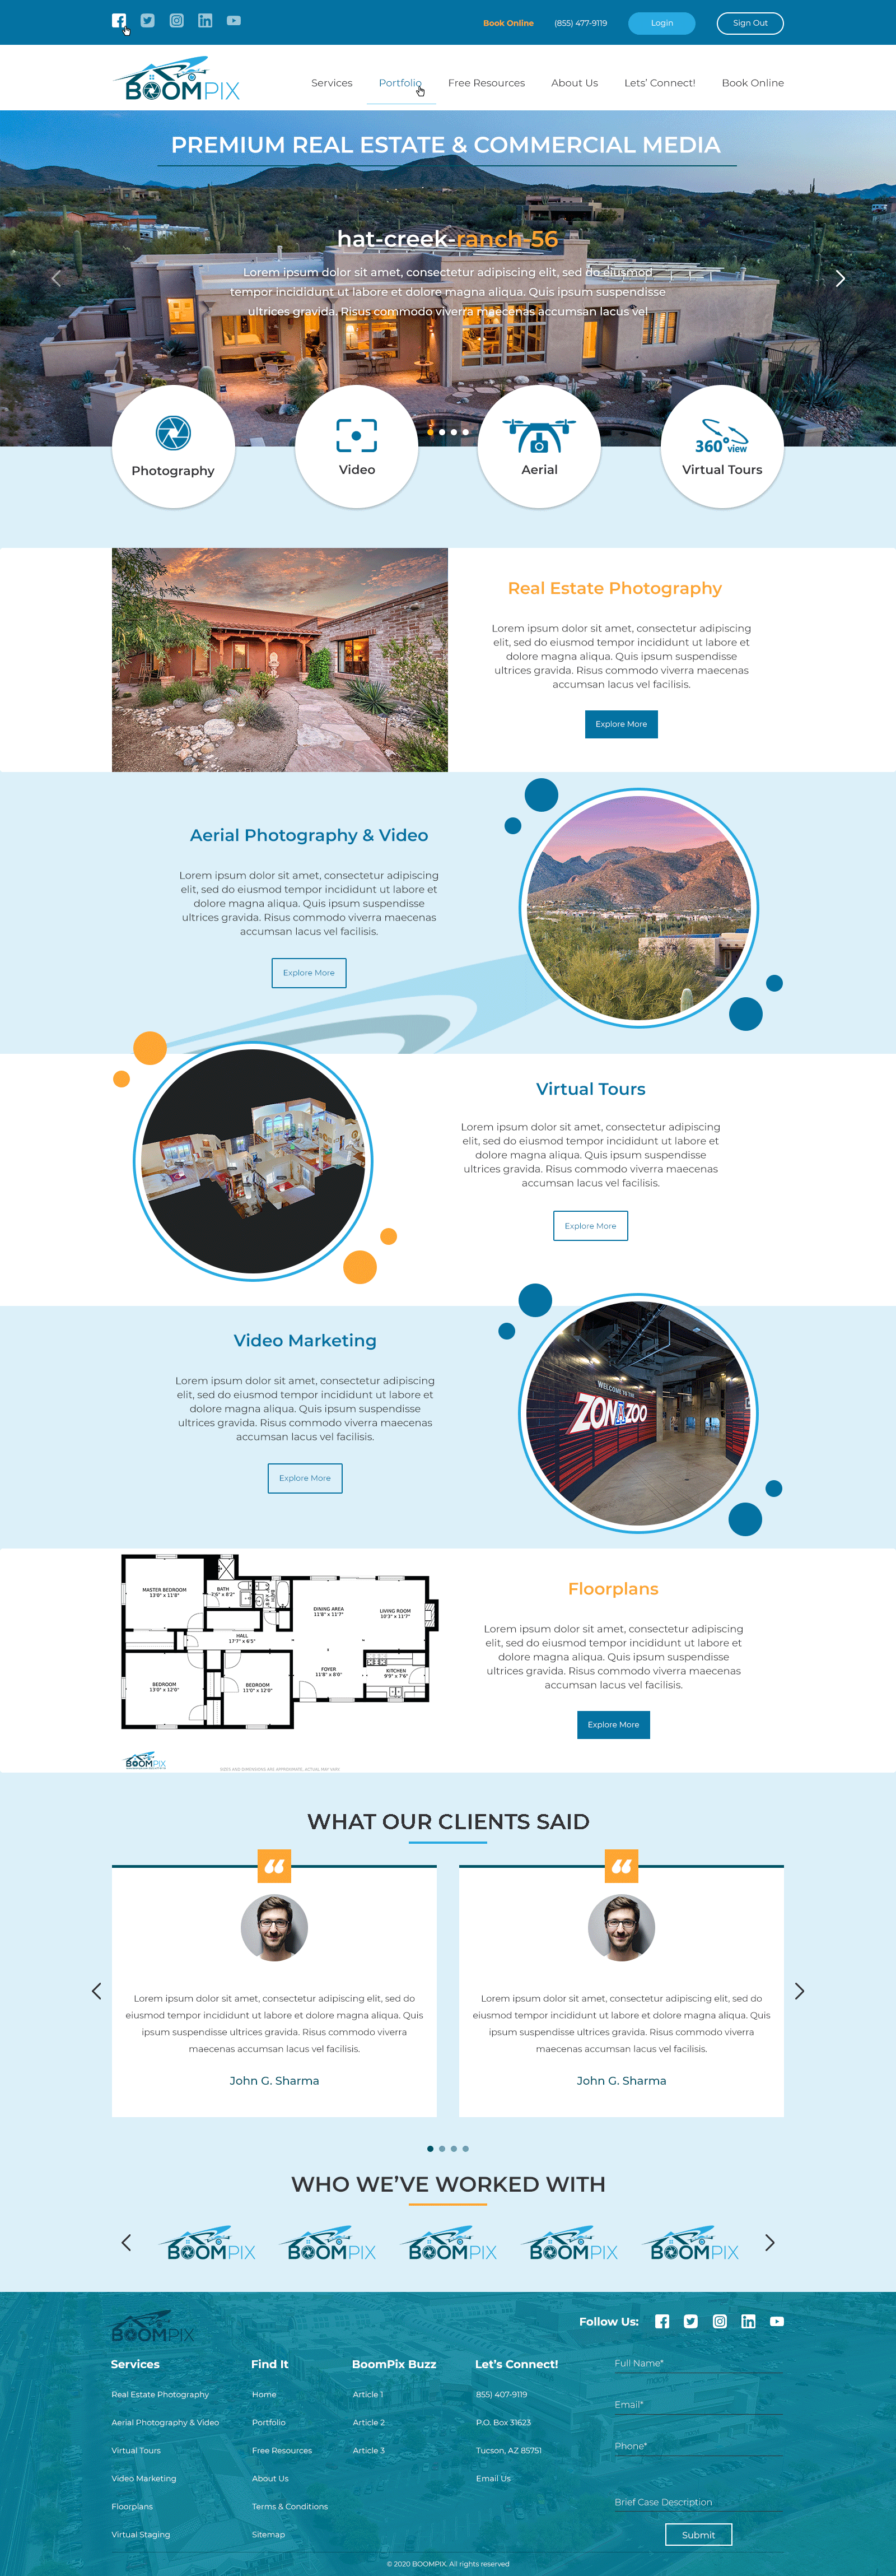 Book Online
(855) 477-9119
Login
Sign Out
BOOMPIX
Services
Portfolio
Free Resources
About Us
Lets' Connect!
Book Online
PREMIUM REAL ESTATE & COMMERCIAL MEDIA
hat-creek-ranch-56
Lorem ipsum dolor sit amet, consectetur adipiscing elit, sed do eiusmod
tempor incididunt ut labore et dolore magna aliqua. Quis ipsum suspendisse
ultrices gravida. Risus commodo viverra maecenas accumsan lacus vel
Photography
Video
Aerial
360° view
Virtual Tours
Real Estate Photography
Lorem ipsum dolor sit amet, consectetur adipiscing
elit, sed do eiusmod tempor incididunt ut labore et
dolore magna aliqua. Quis ipsum suspendisse
ultrices gravida. Risus commodo viverra maecenas
accumsan lacus vel facilisis.
Explore More
Aerial Photography & Video
Lorem ipsum dolor sit amet, consectetur adipiscing
elit, sed do eiusmod tempor incididunt ut labore et
dolore magna aliqua. Quis ipsum suspendisse
ultrices gravida. Risus commodo viverra maecenas
accumsan lacus vel facilisis.
Explore More
Virtual Tours
Lorem ipsum dolor sit amet, consectetur adipiscing
elit, sed do eiusmod tempor incididunt ut labore et
dolore magna aliqua. Quis ipsum suspendisse
ultrices gravida. Risus commodo viverra maecenas
accumsan lacus vel facilisis.
Explore More
Video Marketing
Lorem ipsum dolor sit amet, consectetur adipiscing
elit, sed do eiusmod tempor incididunt ut labore et
dolore magna aliqua. Quis ipsum suspendisse
ultrices gravida. Risus commodo viverra maecenas
accumsan lacus vel facilisis.
Explore More
WELCOME TO THE
ZONA ZOO
MASTER BEDROOM
13'0" x 11'8"
BATH
7'6" x 8'2"
DINING AREA
11'8" x 11'7"
LIVING ROOM
10'3" x 11'7"
HALL
17'7" x 6'5"
FOYER
11'8" x 8'0"
KITCHEN
9'9" x 7'6"
BEDROOM
13'0" x 12'0"
BEDROOM
11'0" x 12'0"
BOOMPIX
SIZES AND DIMENSIONS ARE APPROXIMATE, ACTUAL MAY VARY.
Floorplans
Lorem ipsum dolor sit amet, consectetur adipiscing
elit, sed do eiusmod tempor incididunt ut labore et
dolore magna aliqua. Quis ipsum suspendisse
ultrices gravida. Risus commodo viverra maecenas
accumsan lacus vel facilisis.
Explore More
WHAT OUR CLIENTS SAID
Lorem ipsum dolor sit amet, consectetur adipiscing elit, sed do
eiusmod tempor incididunt ut labore et dolore magna aliqua. Quis
ipsum suspendisse ultrices gravida. Risus commodo viverra
maecenas accumsan lacus vel facilisis.
John G. Sharma
Lorem ipsum dolor sit amet, consectetur adipiscing elit, sed do
eiusmod tempor incididunt ut labore et dolore magna aliqua. Quis
ipsum suspendisse ultrices gravida. Risus commodo viverra
maecenas accumsan lacus vel facilisis.
John G. Sharma
WHO WE'VE WORKED WITH
BOOMPIX
BOOMPIX
BOOMPIX
BOOMPIX
BOOMPIX
BOOMPIX
Follow Us:
Services
Real Estate Photography
Aerial Photography & Video
Virtual Tours
Video Marketing
Floorplans
Virtual Staging
Find It
Home
Portfolio
Free Resources
About Us
Terms & Conditions
Sitemap
BoomPix Buzz
Article 1
Article 2
Article 3
Let's Connect!
855) 407-9119
P.O. Box 31623
Tucson, AZ 85751
Email Us
Full Name*
Email*
Phone*
Brief Case Description
Submit
© 2020 BOOMPIX. All rights reserved